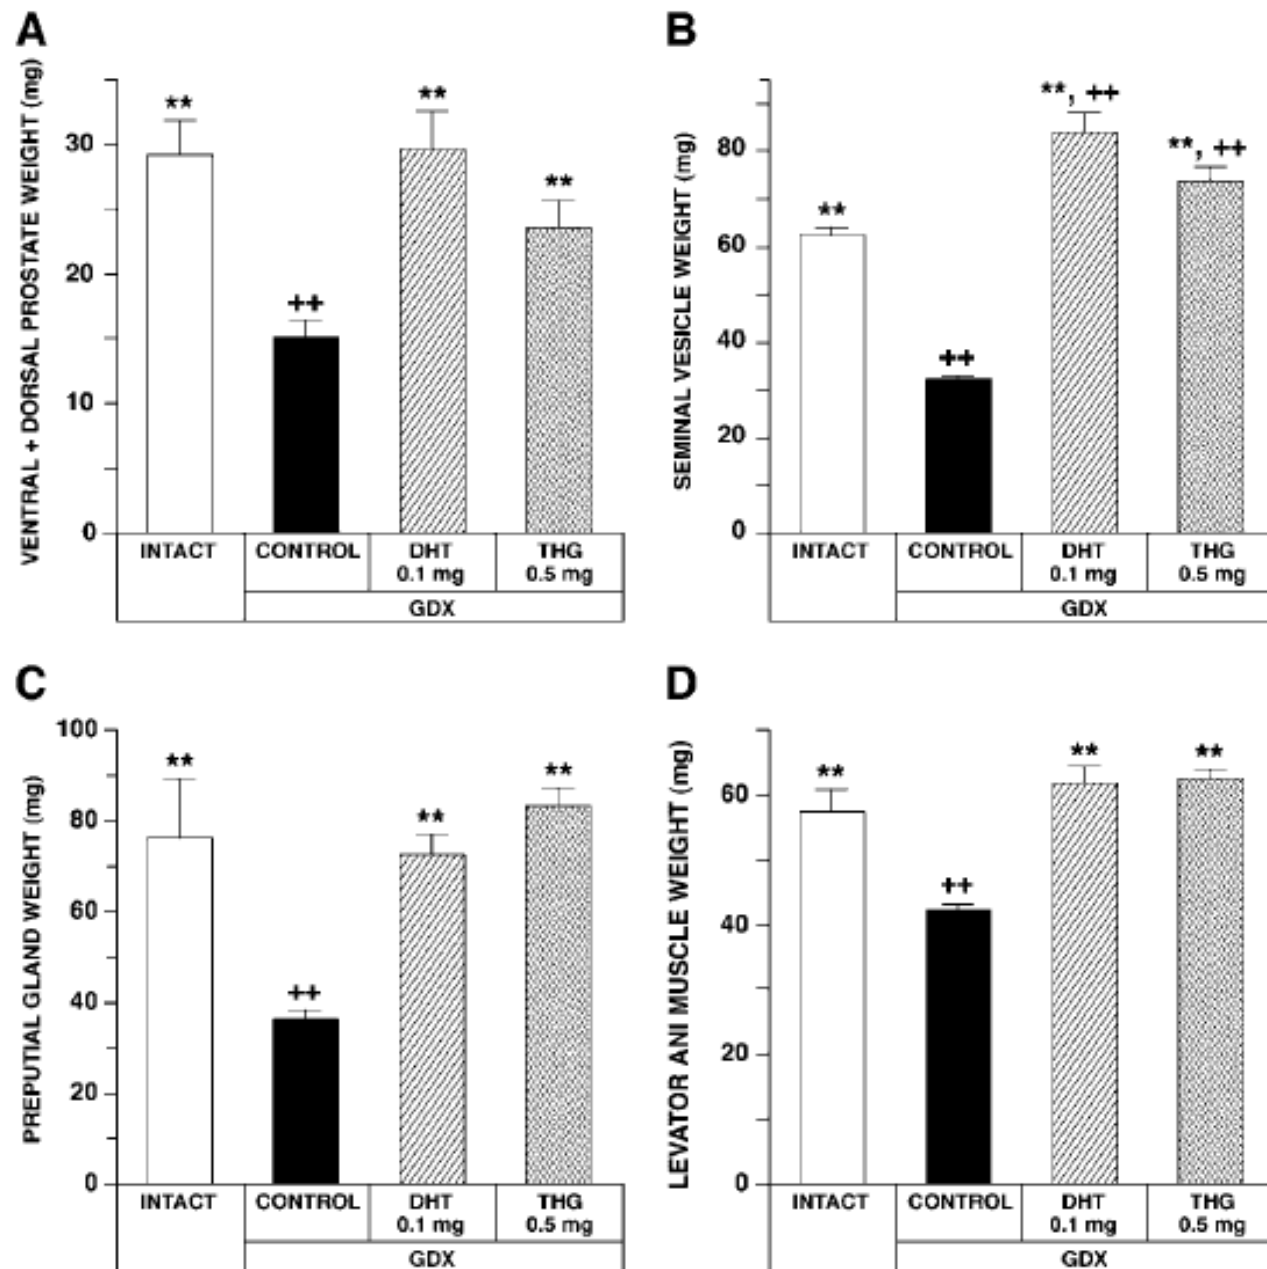 A
VENTRAL + DORSAL PROSTATE WEIGHT (mg)
30
20
10
0
**
++
**
**
INTACT CONTROL DHT THG
0.1 mg 0.5 mg
GDX
B
SEMINAL VESICLE WEIGHT (mg)
80
60
40
20
0
**
++
**, ++
**, ++
INTACT CONTROL DHT THG
0.1 mg 0.5 mg
GDX
C
PREPUTIAL GLAND WEIGHT (mg)
100
80
60
40
20
0
**
++
**
**
INTACT CONTROL DHT THG
0.1 mg 0.5 mg
GDX
D
LEVATOR ANI MUSCLE WEIGHT (mg)
60
40
20
0
**
++
**
**
INTACT CONTROL DHT THG
0.1 mg 0.5 mg
GDX